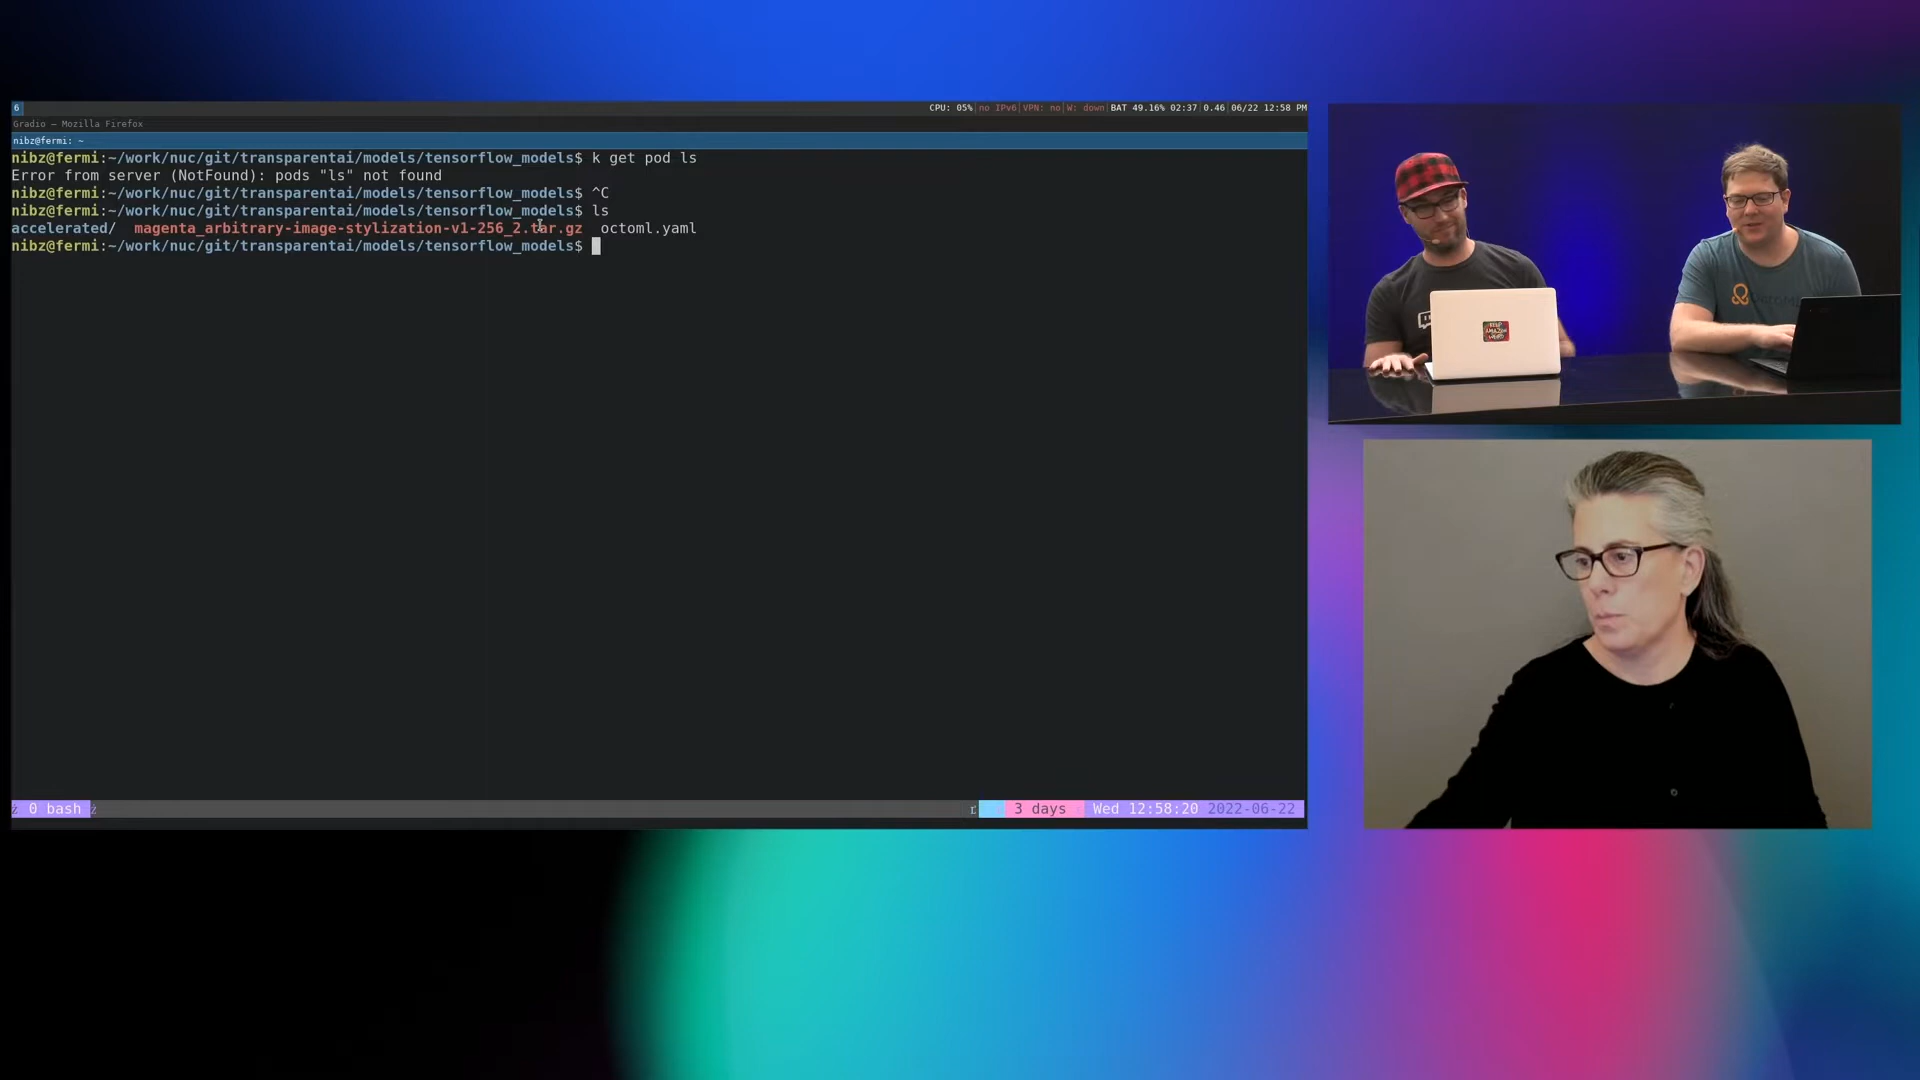 6
CPU: 05%|no IPv6|VPN: no|W: down|BAT 49.16% 02:37|0.46|06/22 12:58 PM
Gradio — Mozilla Firefox
nibz@fermi: ~
nibz@fermi:~/work/nuc/git/transparentai/models/tensorflow_models$ k get pod ls
Error from server (NotFound): pods "ls" not found
nibz@fermi:~/work/nuc/git/transparentai/models/tensorflow_models$ ^C
nibz@fermi:~/work/nuc/git/transparentai/models/tensorflow_models$ ls
accelerated/ magenta_arbitrary-image-stylization-v1-256_2.tar.gz octoml.yaml
nibz@fermi:~/work/nuc/git/transparentai/models/tensorflow_models$
0 bash
3 days Wed 12:58:20 2022-06-22